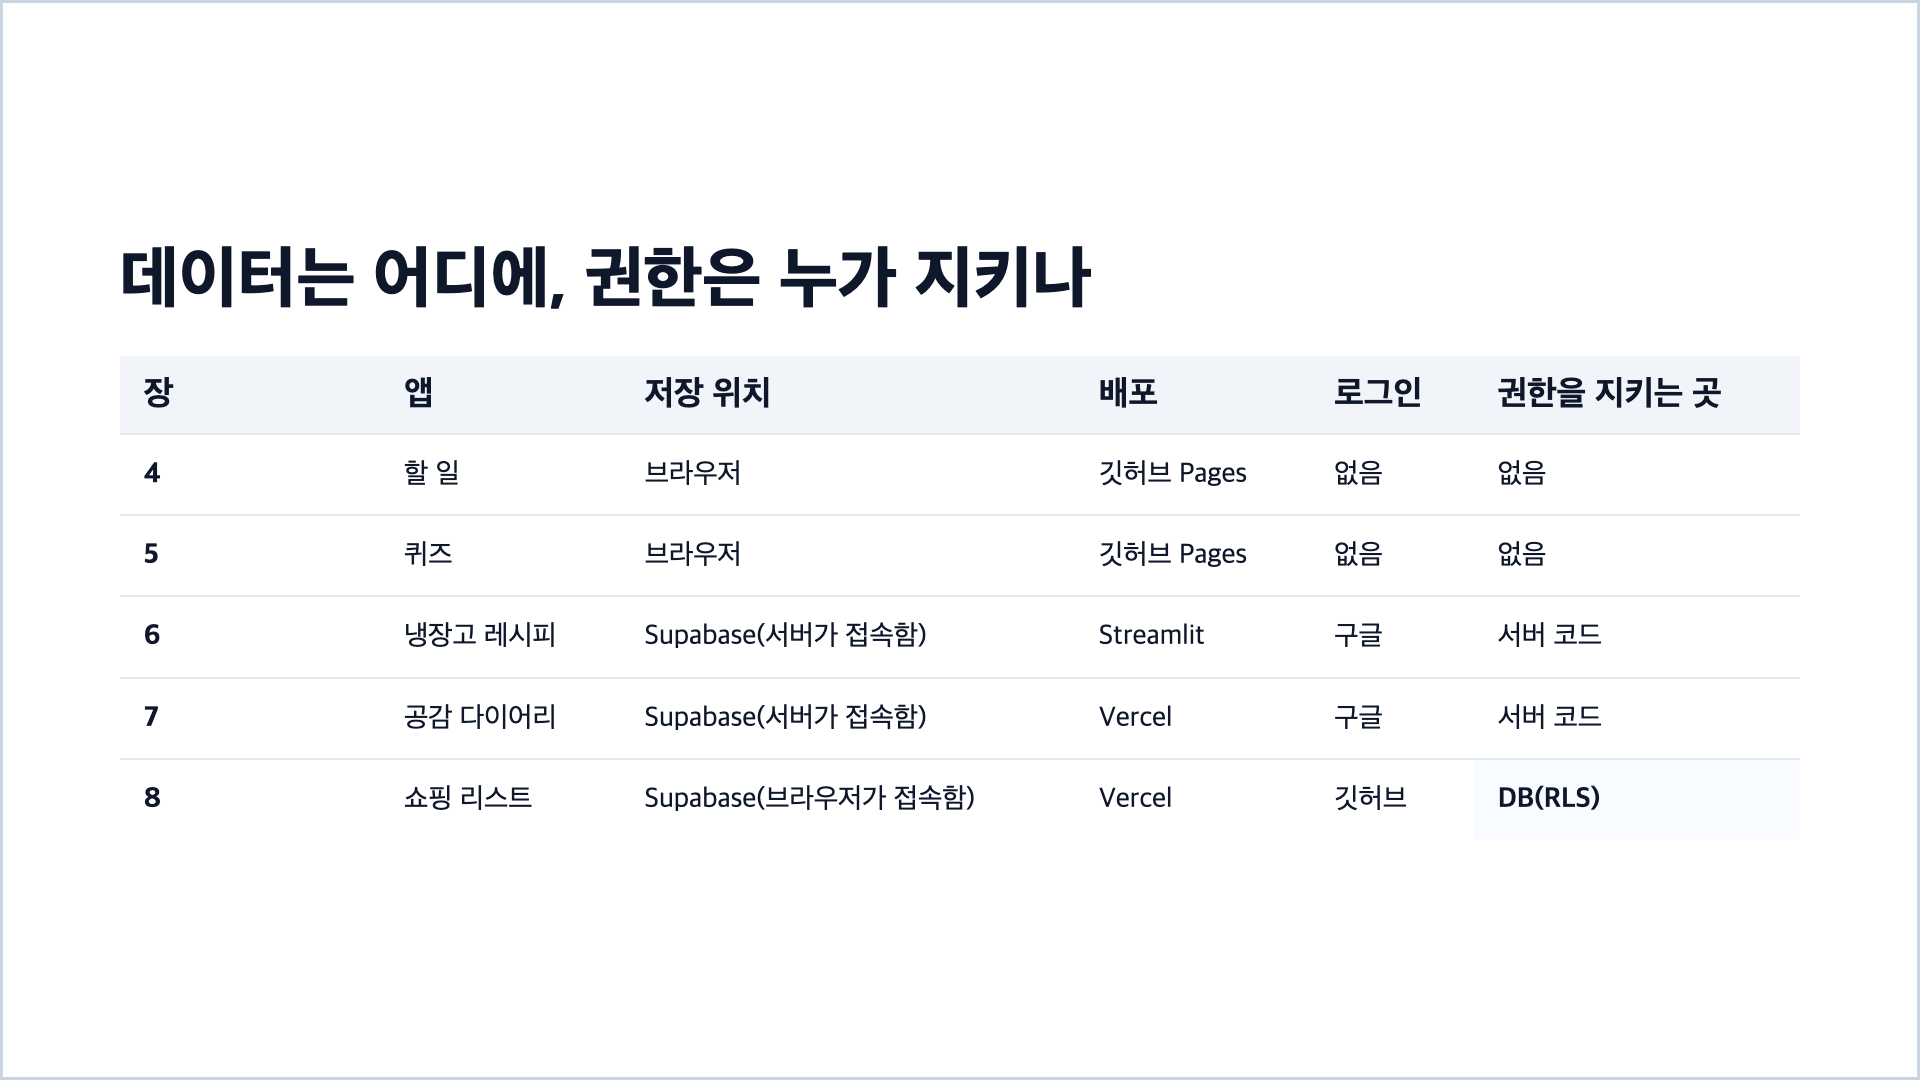 데이터는 어디에, 권한은 누가 지키나
장 앱 저장 위치 배포 로그인 권한을 지키는 곳
4 할 일 브라우저 깃허브 Pages 없음 없음
5 퀴즈 브라우저 깃허브 Pages 없음 없음
6 냉장고 레시피 Supabase(서버가 접속함) Streamlit 구글 서버 코드
7 공감 다이어리 Supabase(서버가 접속함) Vercel 구글 서버 코드
8 쇼핑 리스트 Supabase(브라우저가 접속함) Vercel 깃허브 DB(RLS)